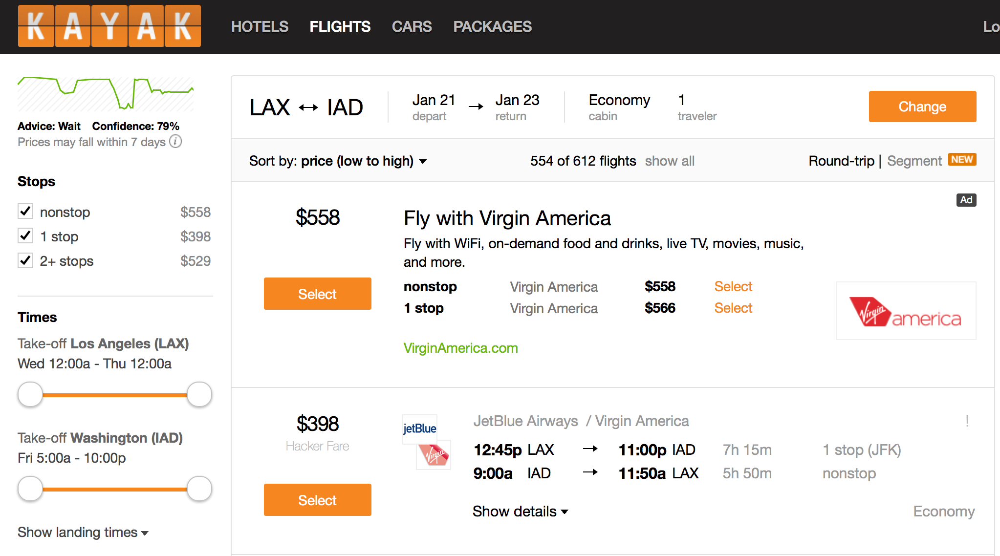 KAYAK
HOTELS FLIGHTS CARS PACKAGES Lo
Advice: Wait Confidence: 79%
Prices may fall within 7 days i
Stops
nonstop $558
1 stop $398
2+ stops $529
Times
Take-off Los Angeles (LAX)
Wed 12:00a - Thu 12:00a
Take-off Washington (IAD)
Fri 5:00a - 10:00p
Show landing times
LAX ↔ IAD
Jan 21 → Jan 23 Economy 1
depart return cabin traveler
Change
Sort by: price (low to high) 554 of 612 flights show all Round-trip | Segment NEW
Ad
$558
Select
Fly with Virgin America
Fly with WiFi, on-demand food and drinks, live TV, movies, music,
and more.
nonstop Virgin America $558 Select
1 stop Virgin America $566 Select
VirginAmerica.com
Virgin america
$398
Hacker Fare
Select
jetBlue
Virgin
JetBlue Airways / Virgin America !
12:45p LAX → 11:00p IAD 7h 15m 1 stop (JFK)
9:00a IAD → 11:50a LAX 5h 50m nonstop
Show details Economy